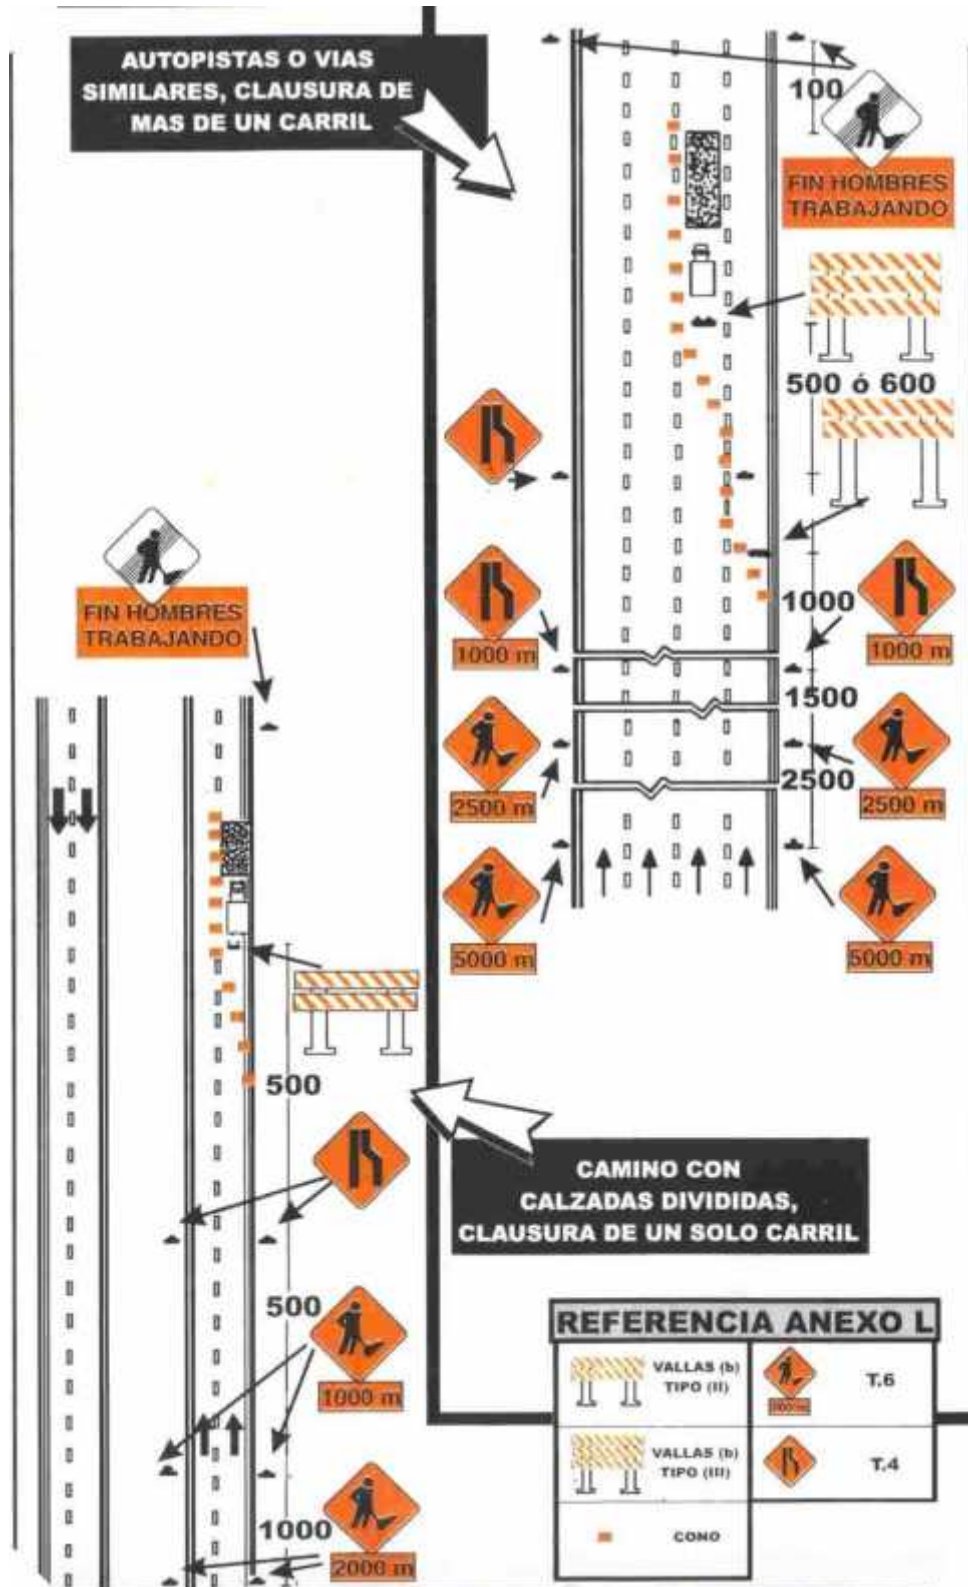 AUTOPISTAS O VIAS
SIMILARES, CLAUSURA DE
MAS DE UN CARRIL
100
FIN HOMBRES
TRABAJANDO
500 ó 600
1000
1000 m
1000 m
1500
2500 m
2500 m
2500
5000 m
5000 m
FIN HOMBRES
TRABAJANDO
500
500
1000 m
1000
2000 m
CAMINO CON
CALZADAS DIVIDIDAS,
CLAUSURA DE UN SOLO CARRIL
REFERENCIA ANEXO L
VALLAS (b)
TIPO (II)
T.6
VALLAS (b)
TIPO (III)
T.4
CONO